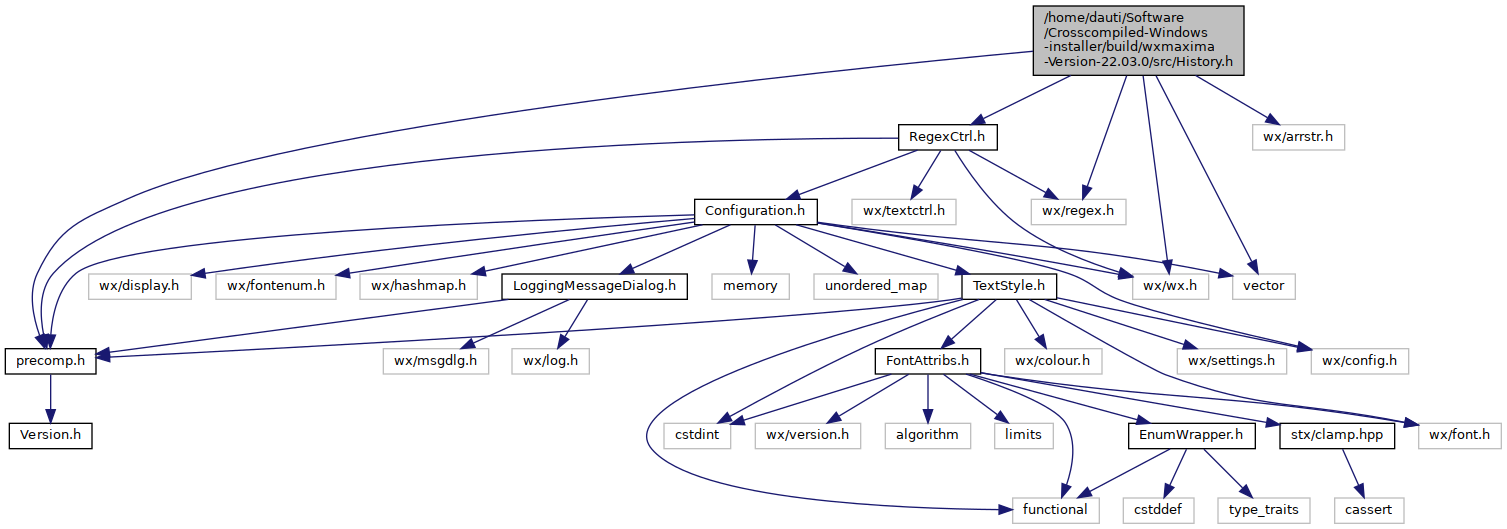 /home/dauti/Software
/Crosscompiled-Windows
-installer/build/wxmaxima
-Version-22.03.0/src/History.h
RegexCtrl.h
wx/arrstr.h
Configuration.h
wx/textctrl.h
wx/regex.h
wx/display.h
wx/fontenum.h
wx/hashmap.h
LoggingMessageDialog.h
memory
unordered_map
TextStyle.h
wx/wx.h
vector
precomp.h
wx/msgdlg.h
wx/log.h
FontAttribs.h
wx/colour.h
wx/settings.h
wx/config.h
Version.h
cstdint
wx/version.h
algorithm
limits
EnumWrapper.h
stx/clamp.hpp
wx/font.h
functional
cstddef
type_traits
cassert